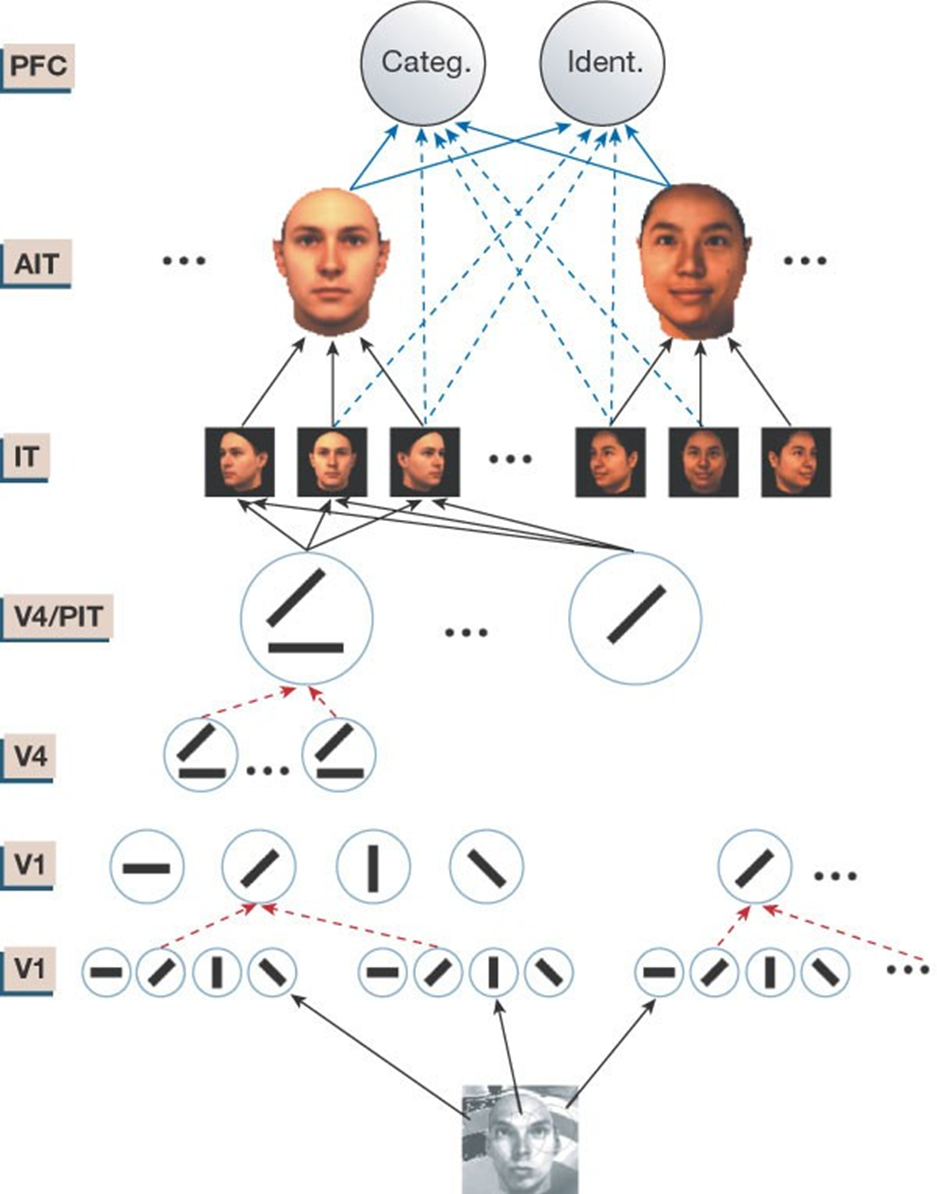 PFC
Categ.
Ident.
AIT
...
...
IT
...
V4/PIT
...
V4
...
V1
...
V1
...